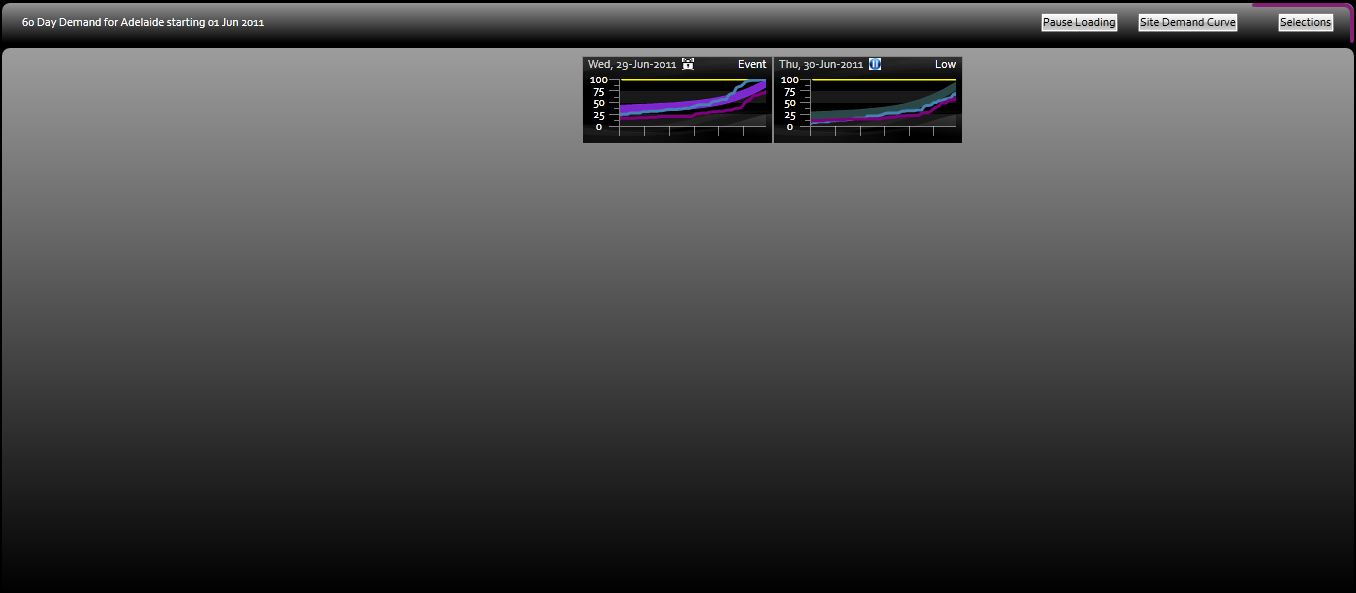 60 Day Demand for Adelaide starting 01 Jun 2011
Pause Loading
Site Demand Curve
Selections
Wed, 29-Jun-2011 Event
100
75
50
25
0
Thu, 30-Jun-2011 Low
100
75
50
25
0